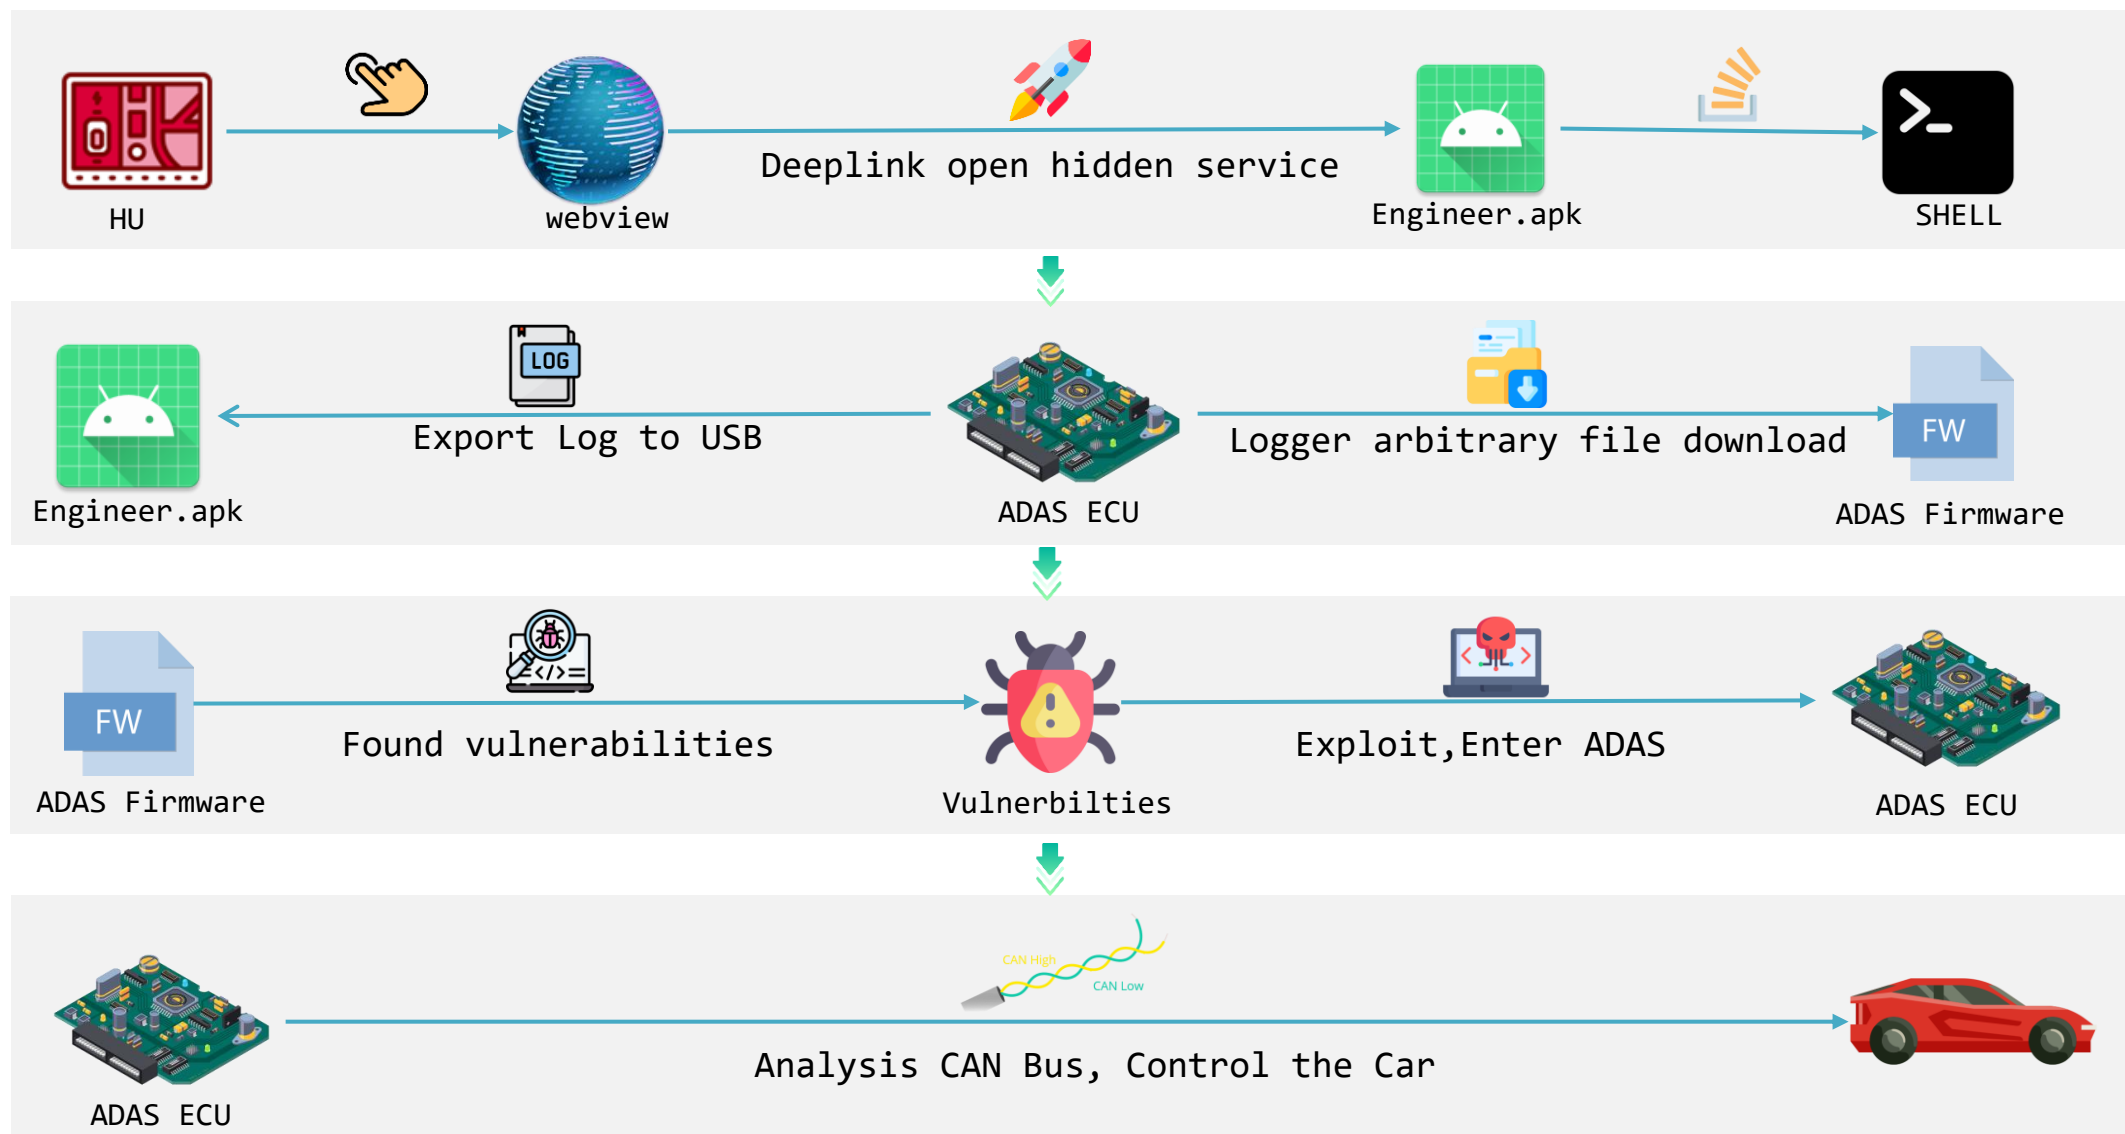 Deeplink open hidden service
HU
webview
Engineer.apk
SHELL
LOG
Export Log to USB
Logger arbitrary file download
FW
Engineer.apk
ADAS ECU
ADAS Firmware
FW
Found vulnerabilities
Exploit,Enter ADAS
ADAS Firmware
Vulnerbilties
ADAS ECU
CAN High
CAN Low
Analysis CAN Bus, Control the Car
ADAS ECU